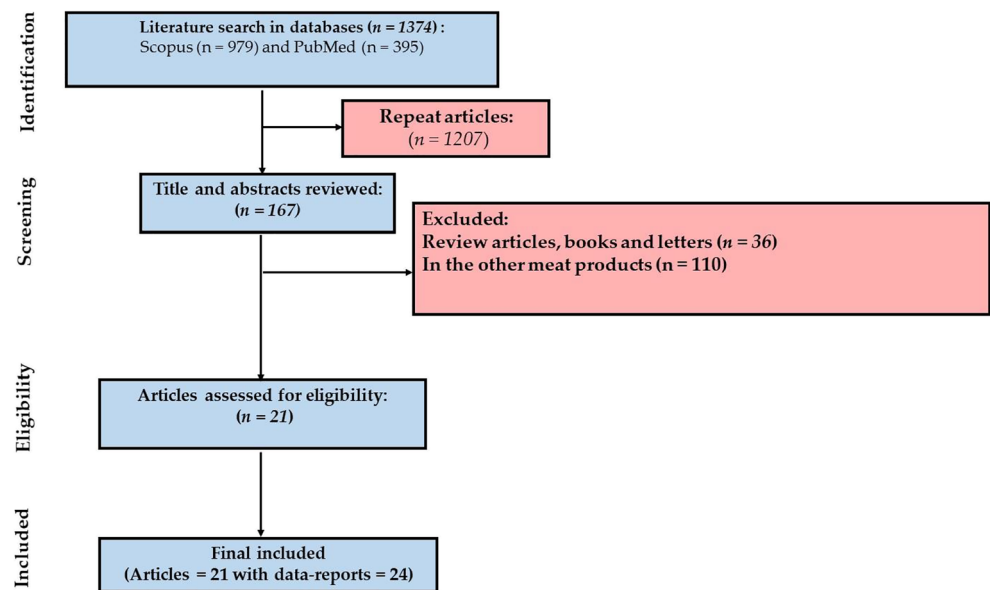 Identification
Literature search in databases (n = 1374) :
Scopus (n = 979) and PubMed (n = 395)
Repeat articles:
(n = 1207)
Screening
Title and abstracts reviewed:
(n = 167)
Excluded:
Review articles, books and letters (n = 36)
In the other meat products (n = 110)
Eligibility
Articles assessed for eligibility:
(n = 21)
Included
Final included
(Articles = 21 with data-reports = 24)